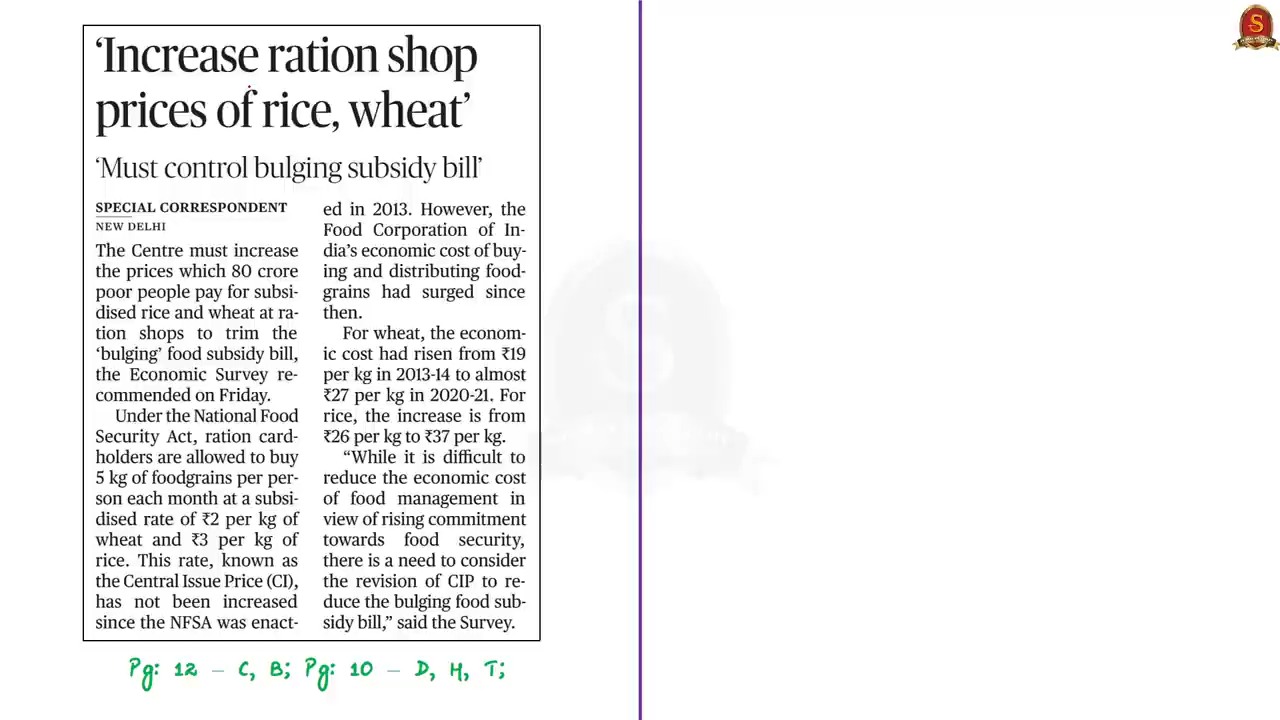 'Increase ration shop
prices of rice, wheat'
'Must control bulging subsidy bill'
SPECIAL CORRESPONDENT
NEW DELHI
The Centre must increase
the prices which 80 crore
poor people pay for subsi-
dised rice and wheat at ra-
tion shops to trim the
'bulging' food subsidy bill,
the Economic Survey re-
commended on Friday.
Under the National Food
Security Act, ration card-
holders are allowed to buy
5 kg of foodgrains per per-
son each month at a subsi-
dised rate of ₹2 per kg of
wheat and ₹3 per kg of
rice. This rate, known as
the Central Issue Price (CI),
has not been increased
since the NFSA was enact-
ed in 2013. However, the
Food Corporation of In-
dia's economic cost of buy-
ing and distributing food-
grains had surged since
then.
For wheat, the econom-
ic cost had risen from ₹19
per kg in 2013-14 to almost
₹27 per kg in 2020-21. For
rice, the increase is from
₹26 per kg to ₹37 per kg.
"While it is difficult to
reduce the economic cost
of food management in
view of rising commitment
towards food security,
there is a need to consider
the revision of CIP to re-
duce the bulging food sub-
sidy bill," said the Survey.
Pg: 12 – C, B; Pg: 10 – D, H, T;
S